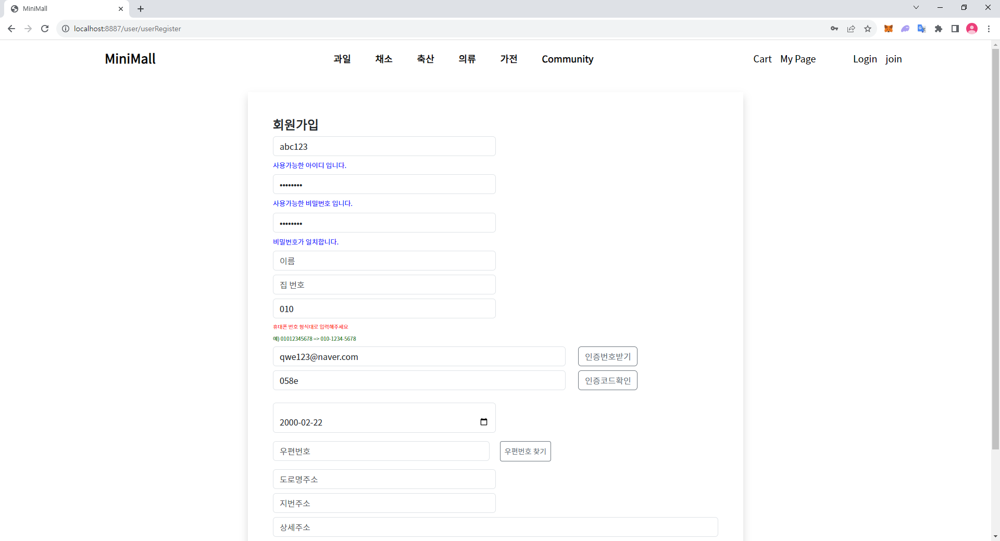 MiniMall
localhost:8887/user/userRegister
MiniMall 과일 채소 축산 의류 가전 Community Cart My Page Login join
회원가입
abc123
사용가능한 아이디 입니다.
••••••••
사용가능한 비밀번호 입니다.
••••••••
비밀번호가 일치합니다.
이름
집 번호
010
휴대폰 번호 형식대로 입력해주세요
예) 01012345678 => 010-1234-5678
qwe123@naver.com 인증번호받기
058e 인증코드확인
2000-02-22
우편번호 우편번호 찾기
도로명주소
지번주소
상세주소